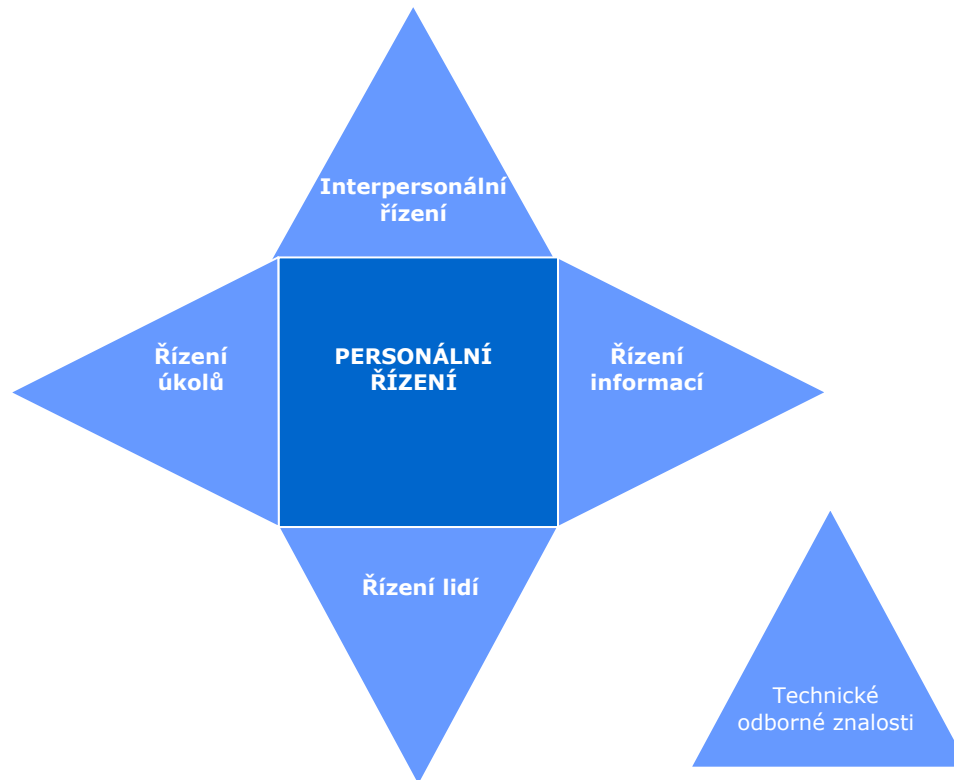 Interpersonální
řízení
Řízení
úkolů
PERSONÁLNÍ
ŘÍZENÍ
Řízení
informací
Řízení lidí
Technické
odborné znalosti